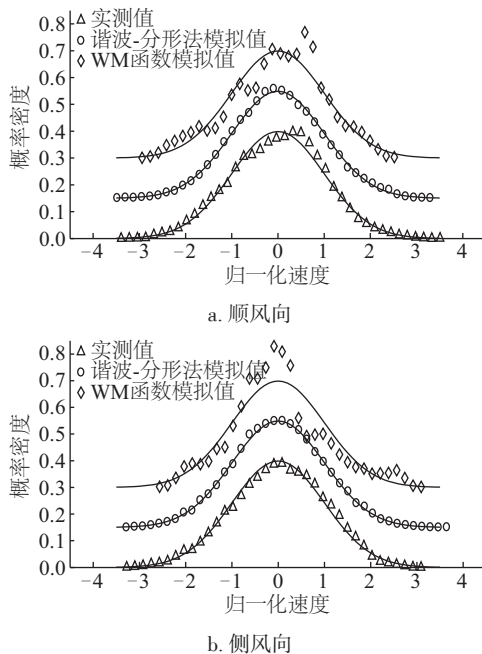 △ 实测值
○ 谐波-分形法模拟值
◇ WM函数模拟值
概率密度
0.8
0.7
0.6
0.5
0.4
0.3
0.2
0.1
0.0
−4 −3 −2 −1 0 1 2 3 4
归一化速度
a. 顺风向
△ 实测值
○ 谐波-分形法模拟值
◇ WM函数模拟值
概率密度
0.8
0.7
0.6
0.5
0.4
0.3
0.2
0.1
0.0
−4 −3 −2 −1 0 1 2 3 4
归一化速度
b. 侧风向